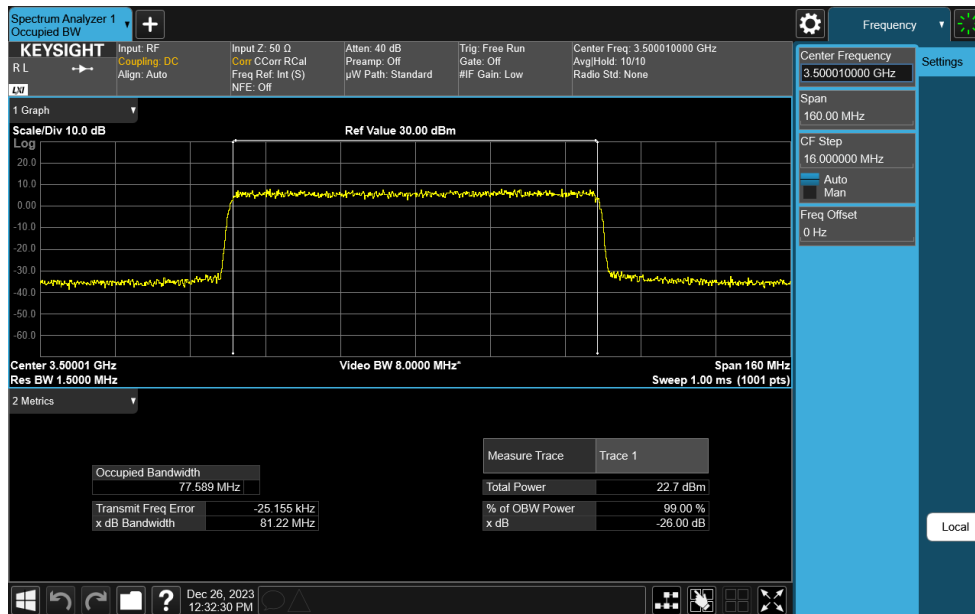 Spectrum Analyzer 1
Occupied BW
Frequency
KEYSIGHT
R L
LXI
Input: RF
Coupling: DC
Align: Auto
Input Z: 50 Ω
Corr CCorr RCal
Freq Ref: Int (S)
NFE: Off
Atten: 40 dB
Preamp: Off
µW Path: Standard
Trig: Free Run
Gate: Off
#IF Gain: Low
Center Freq: 3.500010000 GHz
Avg|Hold: 10/10
Radio Std: None
Center Frequency
3.500010000 GHz
Settings
Span
160.00 MHz
CF Step
16.000000 MHz
Auto
Man
Freq Offset
0 Hz
Local
1 Graph
Scale/Div 10.0 dB
Ref Value 30.00 dBm
Log
20.0
10.0
0.00
-10.0
-20.0
-30.0
-40.0
-50.0
-60.0
Center 3.50001 GHz
Video BW 8.0000 MHz*
Span 160 MHz
Res BW 1.5000 MHz
Sweep 1.00 ms (1001 pts)
2 Metrics
Measure Trace Trace 1
Occupied Bandwidth
77.589 MHz
Total Power 22.7 dBm
Transmit Freq Error -25.155 kHz
% of OBW Power 99.00 %
x dB Bandwidth 81.22 MHz
x dB -26.00 dB
?
Dec 26, 2023
12:32:30 PM